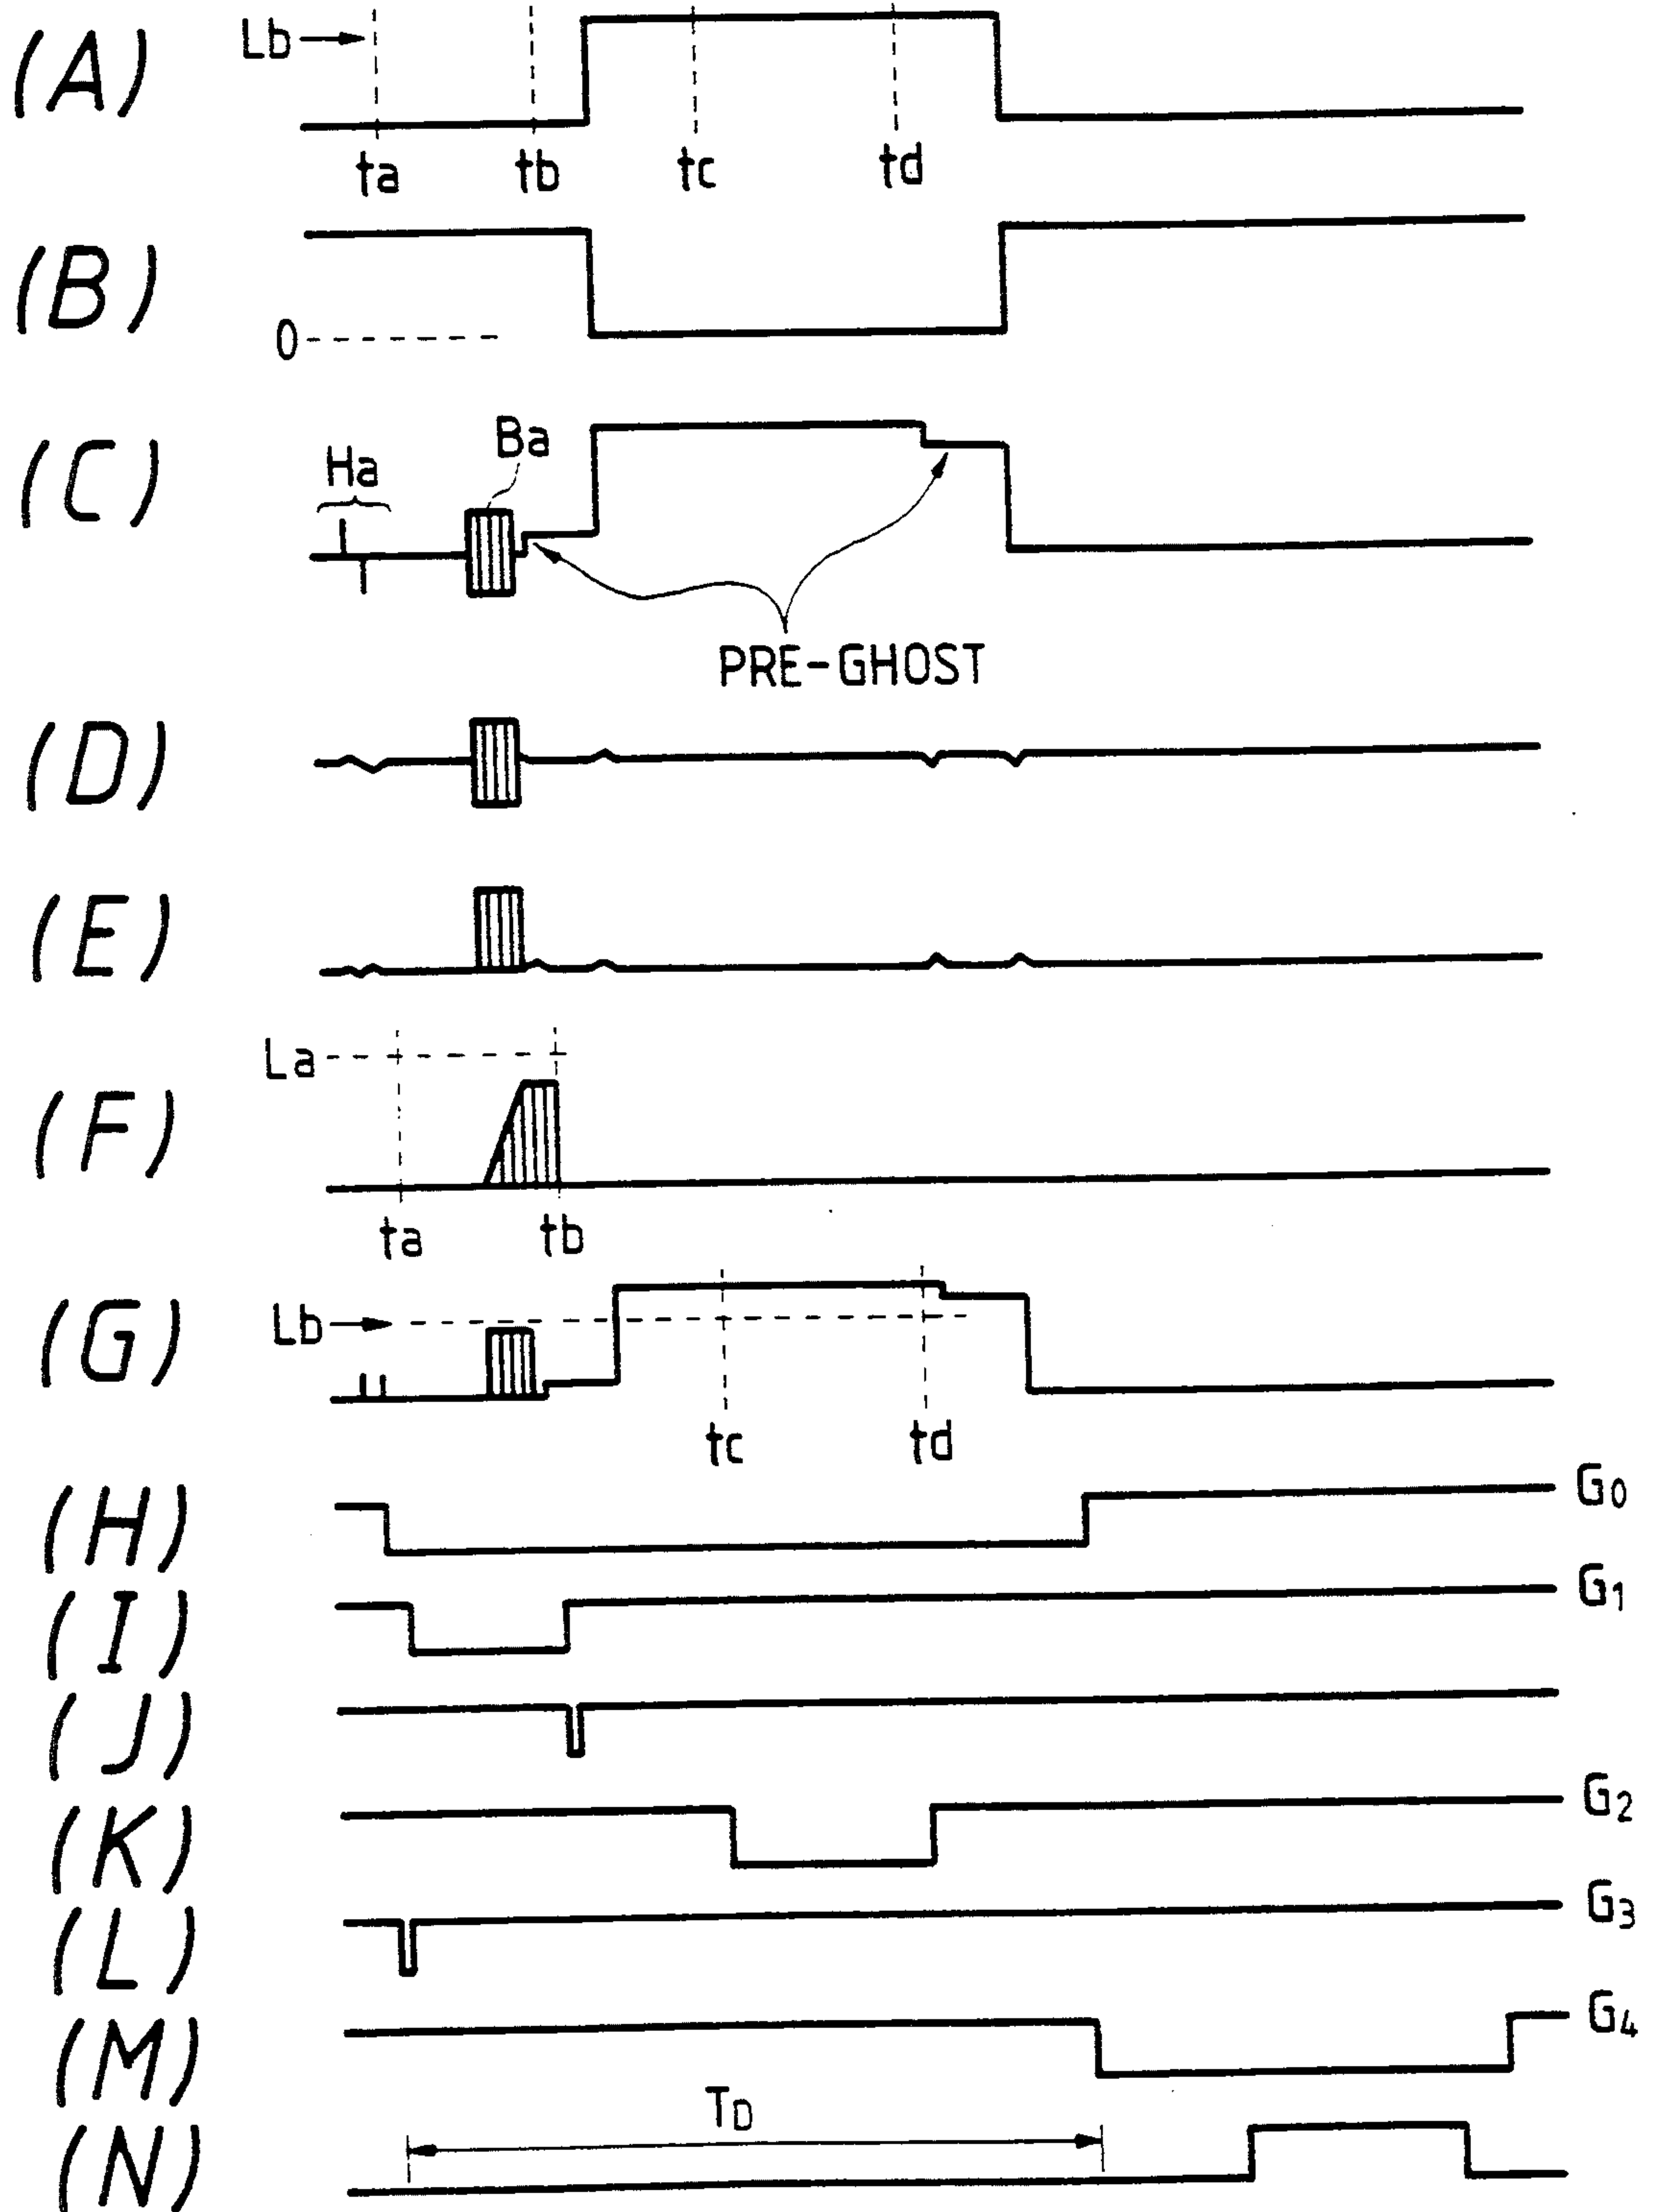 (A)
Lb
ta tb tc td
(B)
0
(C)
Ha
Ba
PRE-GHOST
(D)
(E)
(F)
La
ta tb
(G)
Lb
tc td
(H)
G0
(I)
G1
(J)
(K)
G2
(L)
G3
(M)
G4
(N)
TD